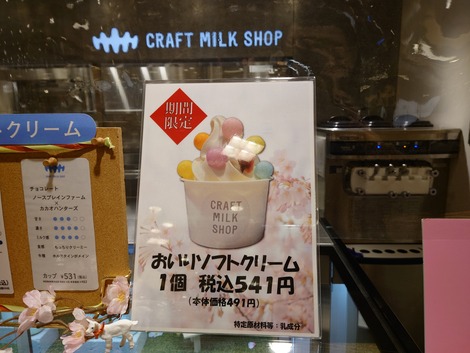 CRAFT MILK SHOP
期間
限定
CRAFT
MILK
SHOP
おいりソフトクリーム
1個 税込541円
(本体価格491円)
特定原材料等:乳成分
クリーム
チョコレート
ノースプレインファーム
×
カカオハンターズ
カップ ¥531(税込)